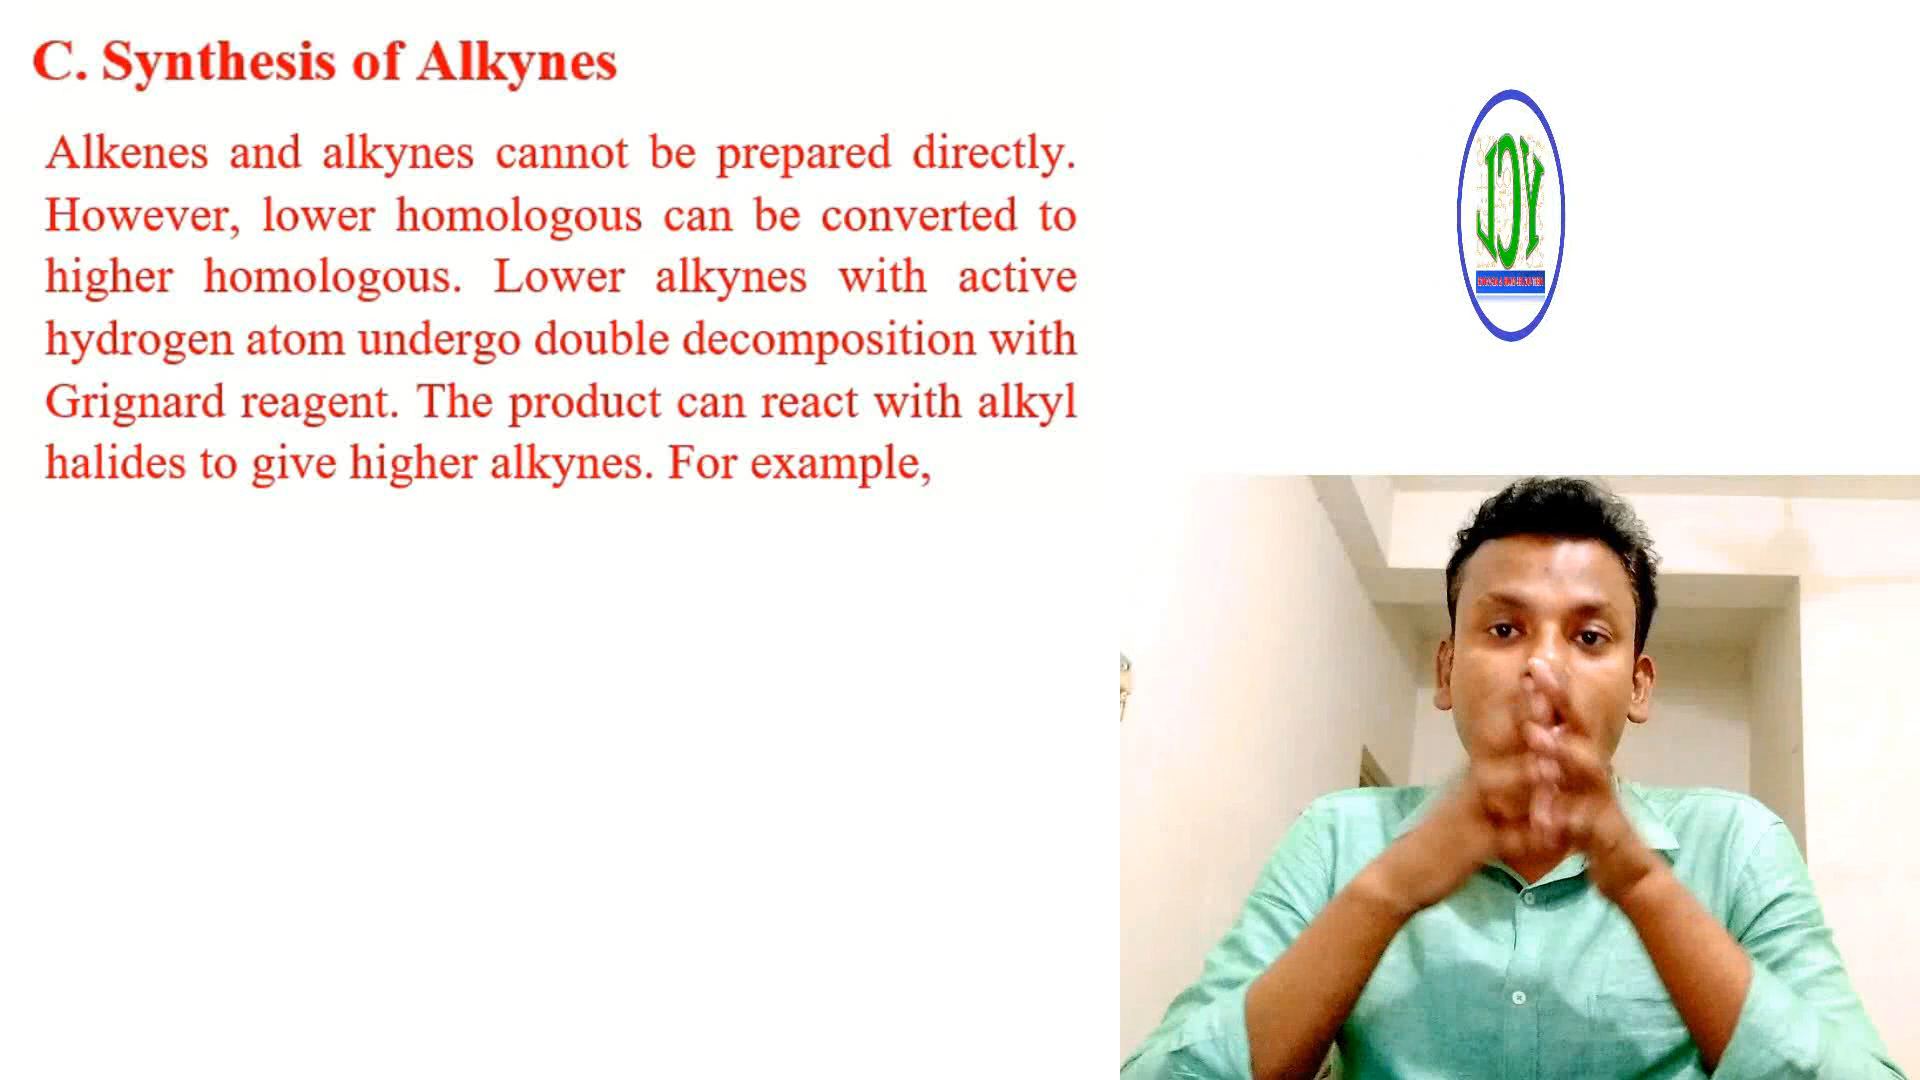 C. Synthesis of Alkynes
Alkenes and alkynes cannot be prepared directly.
However, lower homologous can be converted to
higher homologous. Lower alkynes with active
hydrogen atom undergo double decomposition with
Grignard reagent. The product can react with alkyl
halides to give higher alkynes. For example,